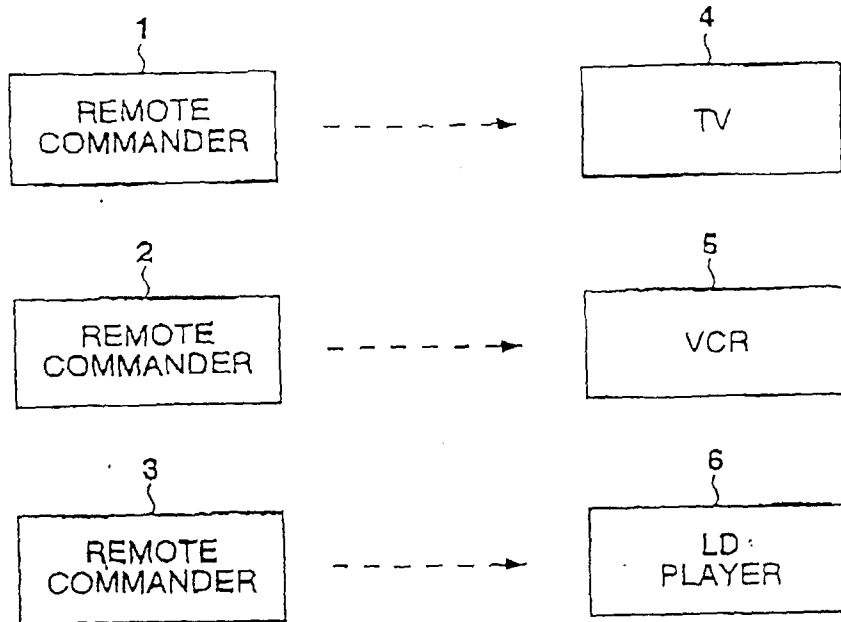 1
4
REMOTE
COMMANDER
TV
2
5
REMOTE
COMMANDER
VCR
3
6
REMOTE
COMMANDER
LD
PLAYER